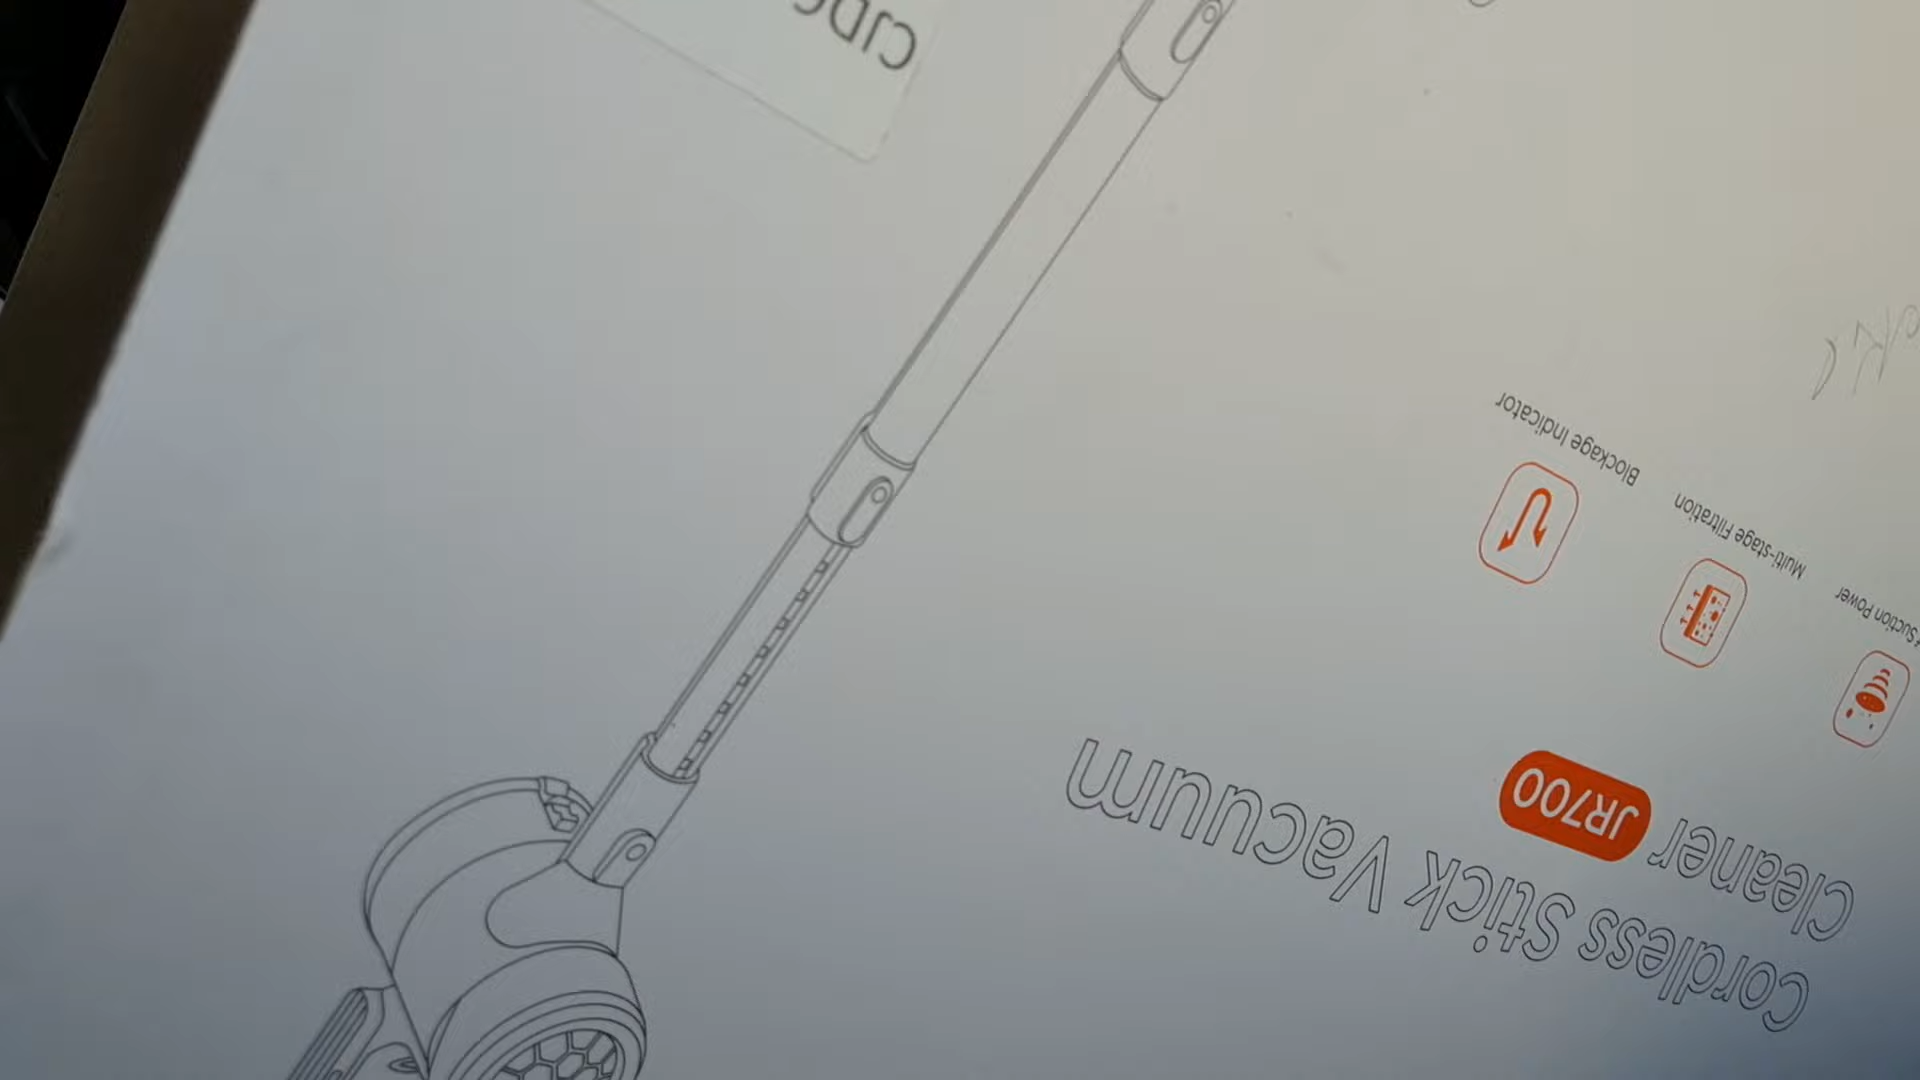 Cordless Stick Vacuum
Cleaner JR700
Suction Power
Multi-stage Filtration
Blockage Indicator